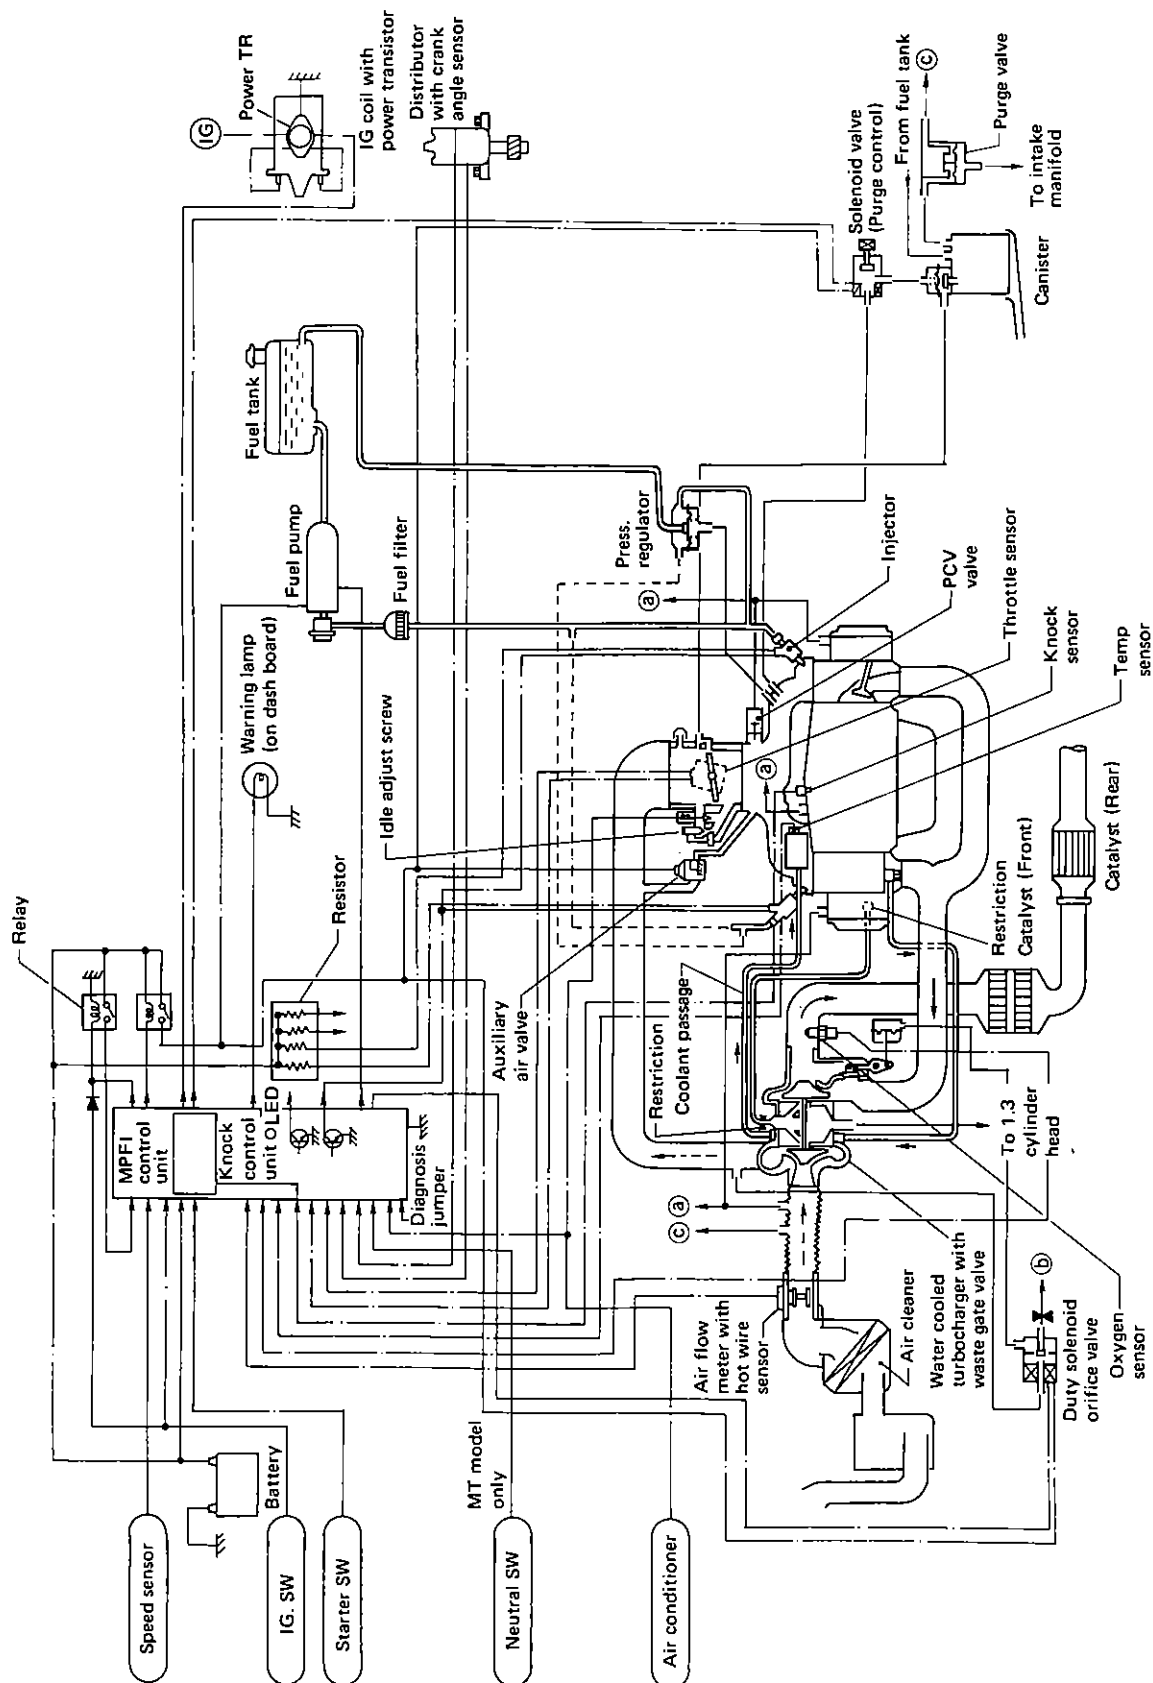 Speed sensor
Battery
IG. SW
Starter SW
MT model
only
Neutral SW
Air conditioner
Relay
MPFI
control
unit
Knock
control
unit
O LED
Diagnosis
jumper
Resistor
Warning lamp
(on dash board)
Idle adjust screw
Auxiliary
air valve
Fuel pump
Fuel tank
Fuel filter
IG
Power TR
IG coil with
power transistor
Distributor
with crank
angle sensor
Press.
regulator
Solenoid valve
(Purge control)
From fuel tank
c
Purge valve
To intake
manifold
Canister
a
Injector
PCV
valve
Throttle sensor
Knock
sensor
Temp
sensor
a
Restriction
Coolant passage
Restriction
Catalyst (Front)
Catalyst (Rear)
a
c
To 1.3
cylinder
head
Air flow
meter with
hot wire
sensor
Air cleaner
Water cooled
turbocharger with
waste gate valve
b
Duty solenoid
orifice valve
Oxygen
sensor